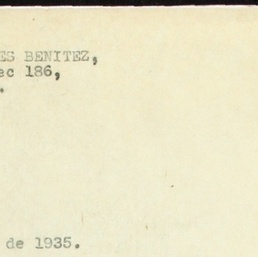 ES BENITEZ,
ec 186,
.
de 1935.